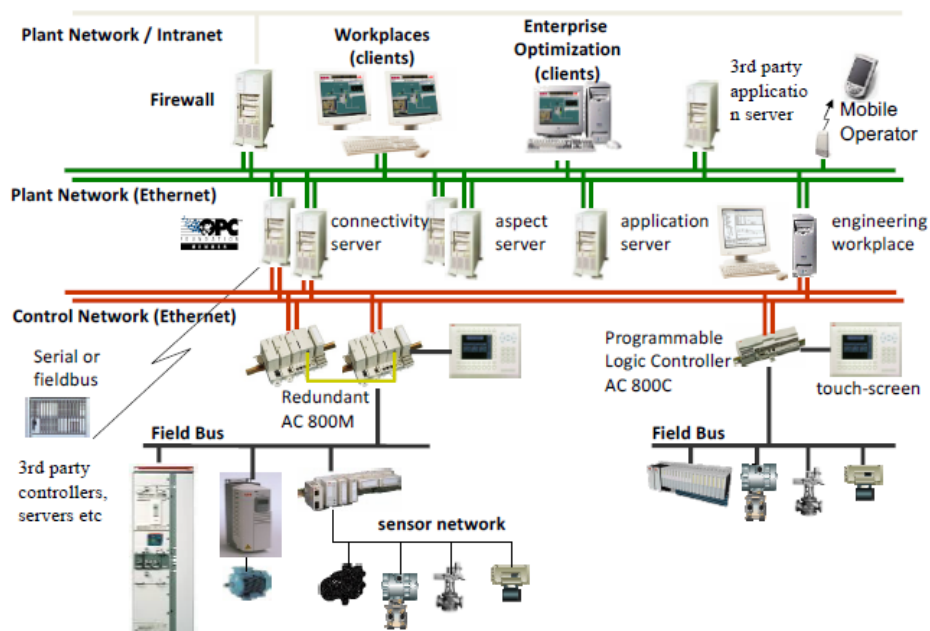 Plant Network / Intranet
Workplaces
(clients)
Enterprise
Optimization
(clients)
3rd party
applicatio
n server
Firewall
Mobile
Operator
Plant Network (Ethernet)
OPC
FOUNDATION
MEMBER
connectivity
server
aspect
server
application
server
engineering
workplace
Control Network (Ethernet)
Serial or
fieldbus
Redundant
AC 800M
Programmable
Logic Controller
AC 800C
touch-screen
Field Bus
Field Bus
3rd party
controllers,
servers etc
sensor network